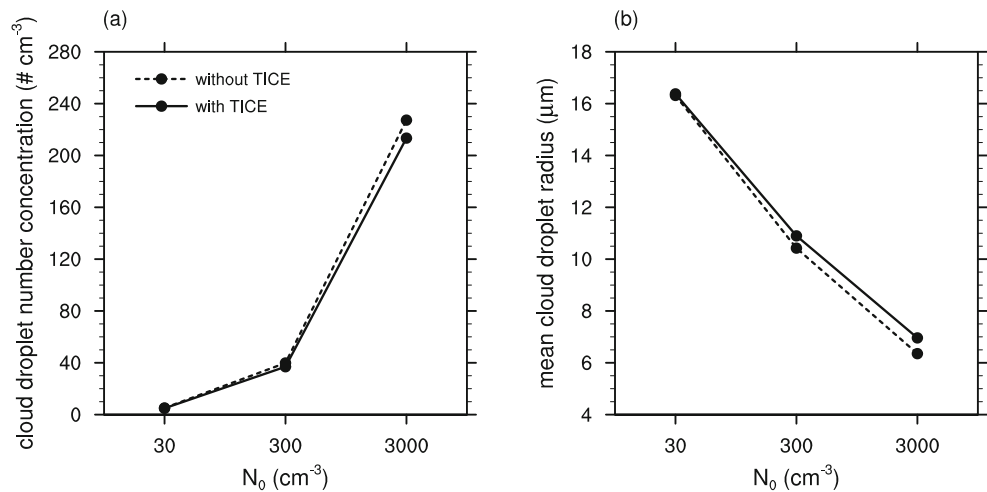 (a)
cloud droplet number concentration (# cm⁻³)
280
240
200
160
120
80
40
0
without TICE
with TICE
30 300 3000
N₀ (cm⁻³)
(b)
mean cloud droplet radius (μm)
18
16
14
12
10
8
6
4
30 300 3000
N₀ (cm⁻³)